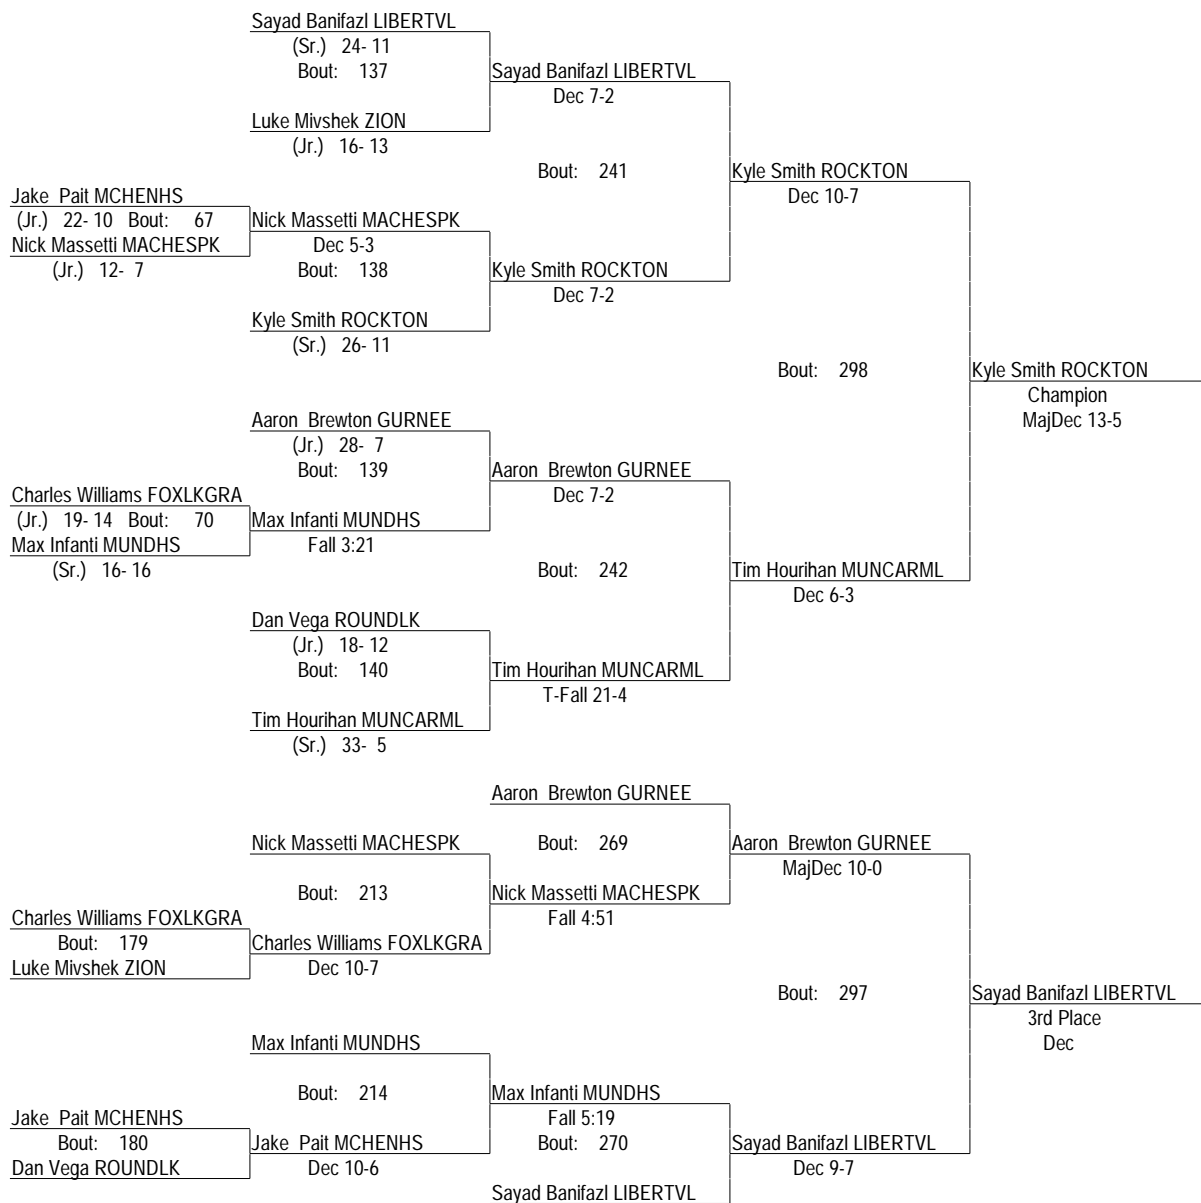 Sayad Banifazl LIBERTVL
(Sr.) 24- 11
Bout: 137
Sayad Banifazl LIBERTVL
Dec 7-2
Luke Mivshek ZION
(Jr.) 16- 13
Bout: 241
Kyle Smith ROCKTON
Dec 10-7
Jake Pait MCHENHS
(Jr.) 22- 10 Bout: 67
Nick Massetti MACHESPK
(Jr.) 12- 7
Nick Massetti MACHESPK
Dec 5-3
Bout: 138
Kyle Smith ROCKTON
Dec 7-2
Kyle Smith ROCKTON
(Sr.) 26- 11
Bout: 298
Kyle Smith ROCKTON
Champion
MajDec 13-5
Aaron Brewton GURNEE
(Jr.) 28- 7
Bout: 139
Aaron Brewton GURNEE
Dec 7-2
Charles Williams FOXLKGRA
(Jr.) 19- 14 Bout: 70
Max Infanti MUNDHS
(Sr.) 16- 16
Max Infanti MUNDHS
Fall 3:21
Bout: 242
Tim Hourihan MUNCARML
Dec 6-3
Dan Vega ROUNDLK
(Jr.) 18- 12
Bout: 140
Tim Hourihan MUNCARML
T-Fall 21-4
Tim Hourihan MUNCARML
(Sr.) 33- 5
Aaron Brewton GURNEE
Nick Massetti MACHESPK
Bout: 269
Aaron Brewton GURNEE
MajDec 10-0
Bout: 213
Nick Massetti MACHESPK
Fall 4:51
Charles Williams FOXLKGRA
Bout: 179
Luke Mivshek ZION
Charles Williams FOXLKGRA
Dec 10-7
Bout: 297
Sayad Banifazl LIBERTVL
3rd Place
Dec
Max Infanti MUNDHS
Bout: 214
Max Infanti MUNDHS
Fall 5:19
Jake Pait MCHENHS
Bout: 180
Dan Vega ROUNDLK
Jake Pait MCHENHS
Dec 10-6
Bout: 270
Sayad Banifazl LIBERTVL
Dec 9-7
Sayad Banifazl LIBERTVL